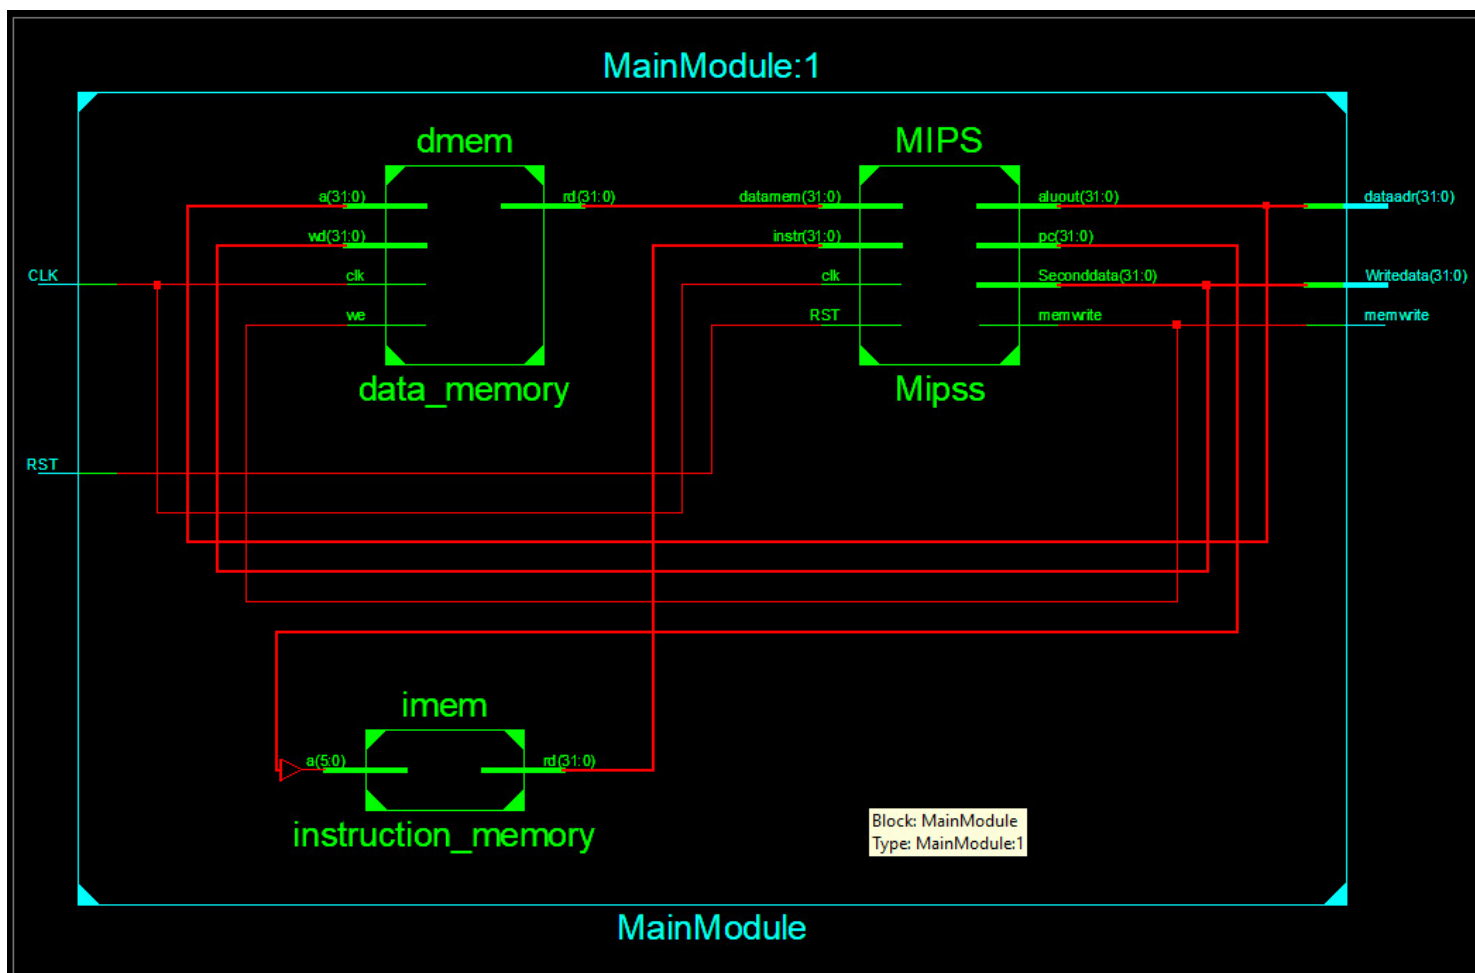 MainModule:1
dmem
MIPS
a(31:0)
rd(31:0)
datamem(31:0)
aluout(31:0)
dataadr(31:0)
wd(31:0)
instr(31:0)
pc(31:0)
CLK
clk
clk
Seconddata(31:0)
Writedata(31:0)
we
RST
memwrite
memwrite
data_memory
Mipss
RST
imem
a(5:0)
rd(31:0)
instruction_memory
Block: MainModule
Type: MainModule:1
MainModule